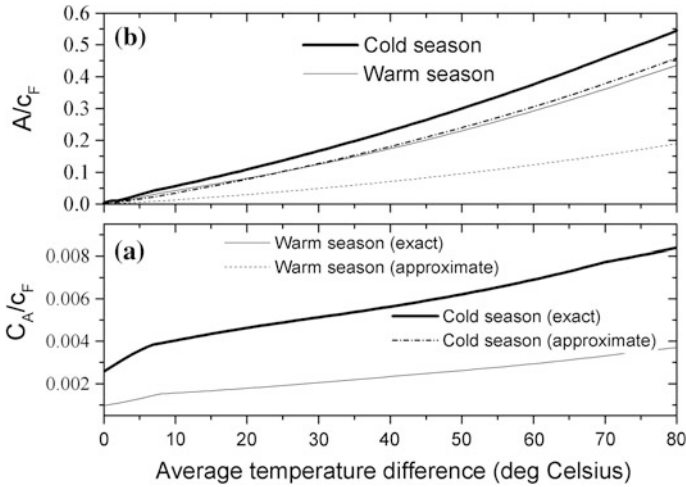 0.6
(b)
0.5
Cold season
0.4
Warm season
0.3
0.2
0.1
0.0
A/c_F
(a)
Warm season (exact)
Warm season (approximate)
0.008
0.006
Cold season (exact)
Cold season (approximate)
0.004
0.002
C_A/c_F
0 10 20 30 40 50 60 70 80
Average temperature difference (deg Celsius)